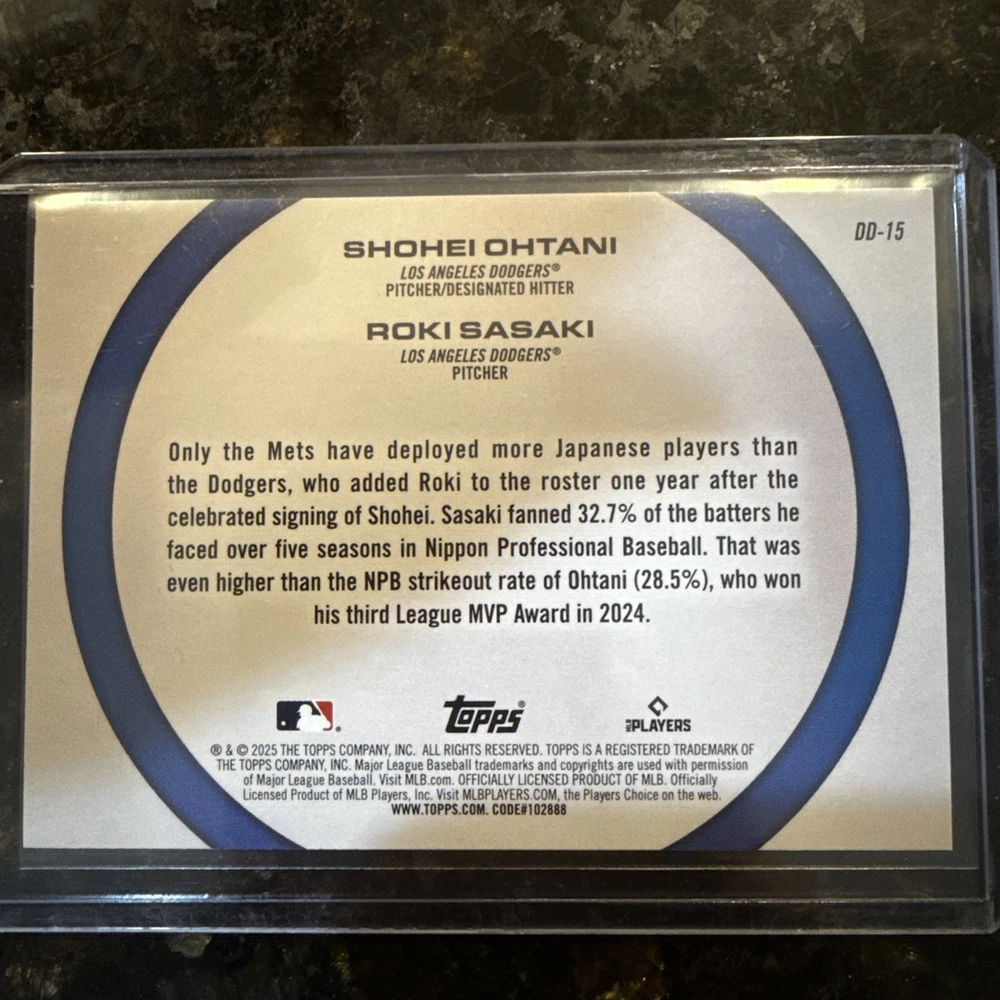 DD-15
SHOHEI OHTANI
LOS ANGELES DODGERS®
PITCHER/DESIGNATED HITTER
ROKI SASAKI
LOS ANGELES DODGERS®
PITCHER
Only the Mets have deployed more Japanese players than
the Dodgers, who added Roki to the roster one year after the
celebrated signing of Shohei. Sasaki fanned 32.7% of the batters he
faced over five seasons in Nippon Professional Baseball. That was
even higher than the NPB strikeout rate of Ohtani (28.5%), who won
his third League MVP Award in 2024.
Topps® PLAYERS
® & © 2025 THE TOPPS COMPANY, INC. ALL RIGHTS RESERVED. TOPPS IS A REGISTERED TRADEMARK OF
THE TOPPS COMPANY, INC. Major League Baseball trademarks and copyrights are used with permission
of Major League Baseball. Visit MLB.com. OFFICIALLY LICENSED PRODUCT OF MLB. Officially
Licensed Product of MLB Players, Inc. Visit MLBPLAYERS.COM, the Players Choice on the web.
WWW.TOPPS.COM. CODE#102888